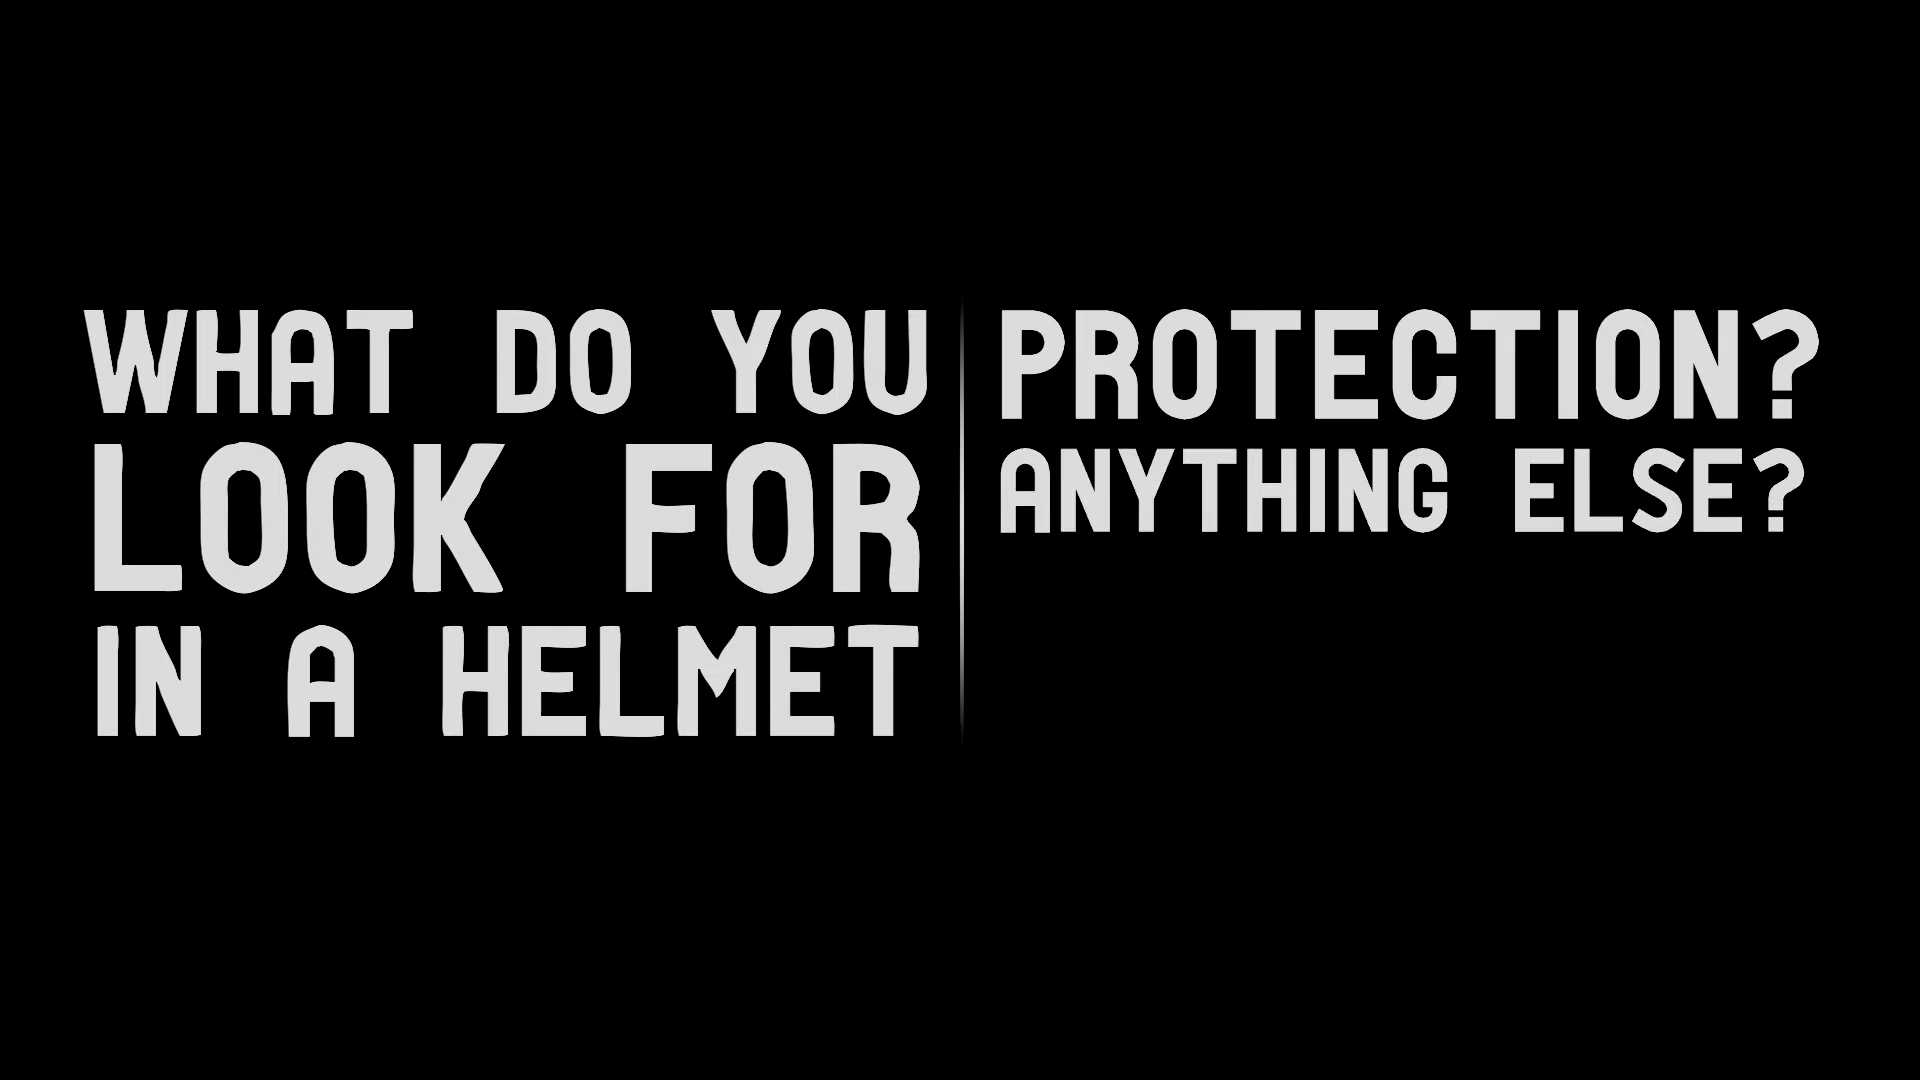 WHAT DO YOU
LOOK FOR
IN A HELMET
PROTECTION?
ANYTHING ELSE?